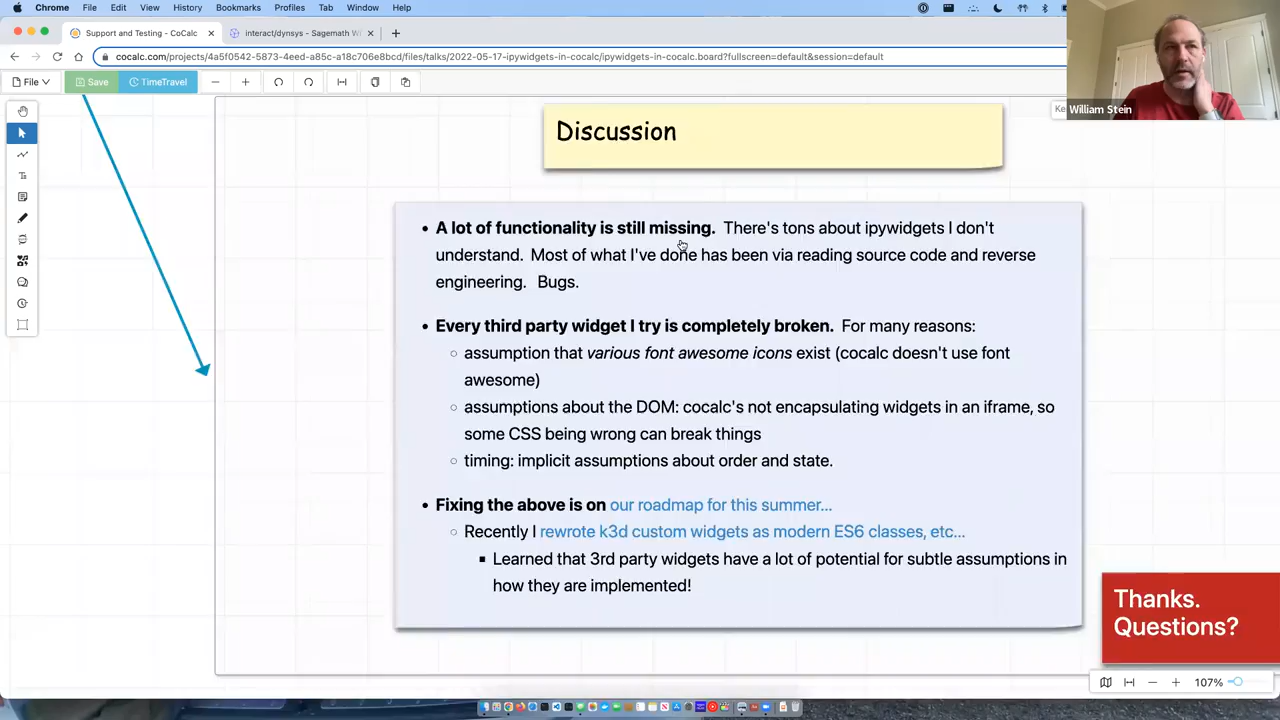 Chrome File Edit View History Bookmarks Profiles Tab Window Help
Support and Testing - CoCalc
interact/dynsys - Sagemath Wi
cocalc.com/projects/4a5f0542-5873-4eed-a85c-a18c706e8bcd/files/talks/2022-05-17-ipywidgets-in-cocalc/ipywidgets-in-cocalc.board?fullscreen=default&session=default
File Save TimeTravel
Ke
William Stein
Discussion
• A lot of functionality is still missing. There's tons about ipywidgets I don't
understand. Most of what I've done has been via reading source code and reverse
engineering. Bugs.
• Every third party widget I try is completely broken. For many reasons:
◦ assumption that various font awesome icons exist (cocalc doesn't use font
awesome)
◦ assumptions about the DOM: cocalc's not encapsulating widgets in an iframe, so
some CSS being wrong can break things
◦ timing: implicit assumptions about order and state.
• Fixing the above is on our roadmap for this summer...
◦ Recently I rewrote k3d custom widgets as modern ES6 classes, etc...
▪ Learned that 3rd party widgets have a lot of potential for subtle assumptions in
how they are implemented!
Thanks.
Questions?
107%